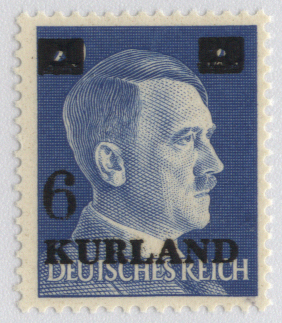 6
KURLAND
DEUTSCHES REICH